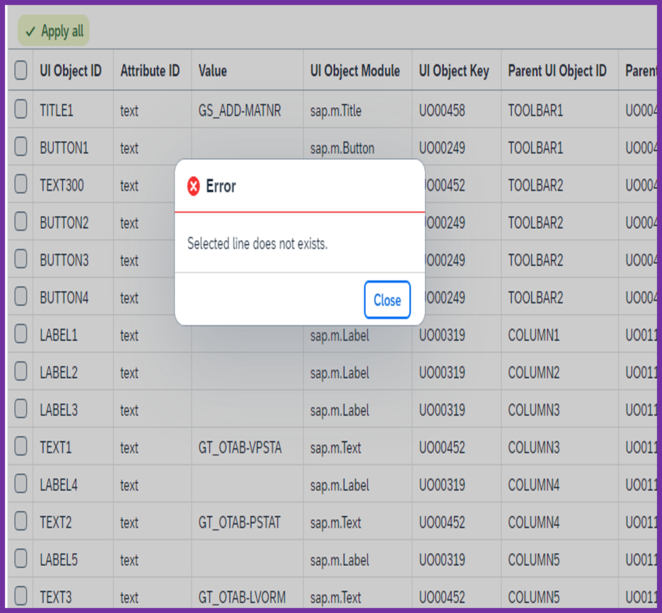 Apply all
UI Object ID Attribute ID Value UI Object Module UI Object Key Parent UI Object ID Parent
TITLE1 text GS_ADD-MATNR sap.m.Title UO00458 TOOLBAR1 UO004
BUTTON1 text sap.m.Button UO00249 TOOLBAR1 UO004
TEXT300 text UO00452 TOOLBAR2 UO004
Error
BUTTON2 text UO00249 TOOLBAR2 UO004
Selected line does not exists.
BUTTON3 text UO00249 TOOLBAR2 UO004
BUTTON4 text UO00249 TOOLBAR2 UO004
Close
LABEL1 text sap.m.Label UO00319 COLUMN1 UO011
LABEL2 text sap.m.Label UO00319 COLUMN2 UO011
LABEL3 text sap.m.Label UO00319 COLUMN3 UO011
TEXT1 text GT_OTAB-VPSTA sap.m.Text UO00452 COLUMN3 UO011
LABEL4 text sap.m.Label UO00319 COLUMN4 UO011
TEXT2 text GT_OTAB-PSTAT sap.m.Text UO00452 COLUMN4 UO011
LABEL5 text sap.m.Label UO00319 COLUMN5 UO011
TEXT3 text GT_OTAB-LVORM sap.m.Text UO00452 COLUMN5 UO011